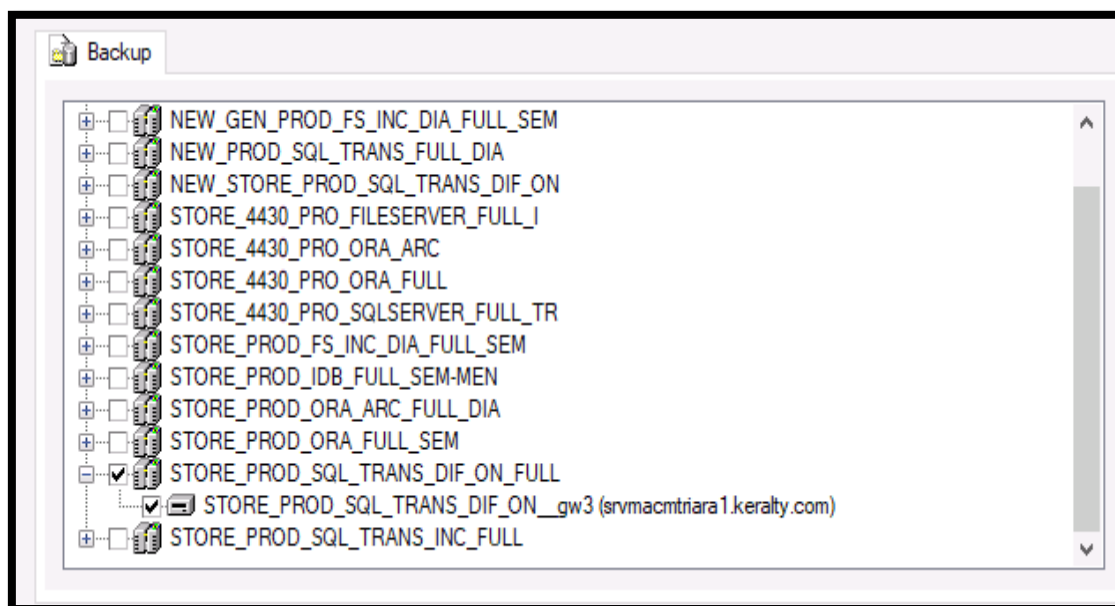 Backup
NEW_GEN_PROD_FS_INC_DIA_FULL_SEM
NEW_PROD_SQL_TRANS_FULL_DIA
NEW_STORE_PROD_SQL_TRANS_DIF_ON
STORE_4430_PRO_FILESERVER_FULL_I
STORE_4430_PRO_ORA_ARC
STORE_4430_PRO_ORA_FULL
STORE_4430_PRO_SQLSERVER_FULL_TR
STORE_PROD_FS_INC_DIA_FULL_SEM
STORE_PROD_IDB_FULL_SEM-MEN
STORE_PROD_ORA_ARC_FULL_DIA
STORE_PROD_ORA_FULL_SEM
STORE_PROD_SQL_TRANS_DIF_ON_FULL
STORE_PROD_SQL_TRANS_DIF_ON__gw3 (srvmacmtriara1.keralty.com)
STORE_PROD_SQL_TRANS_INC_FULL